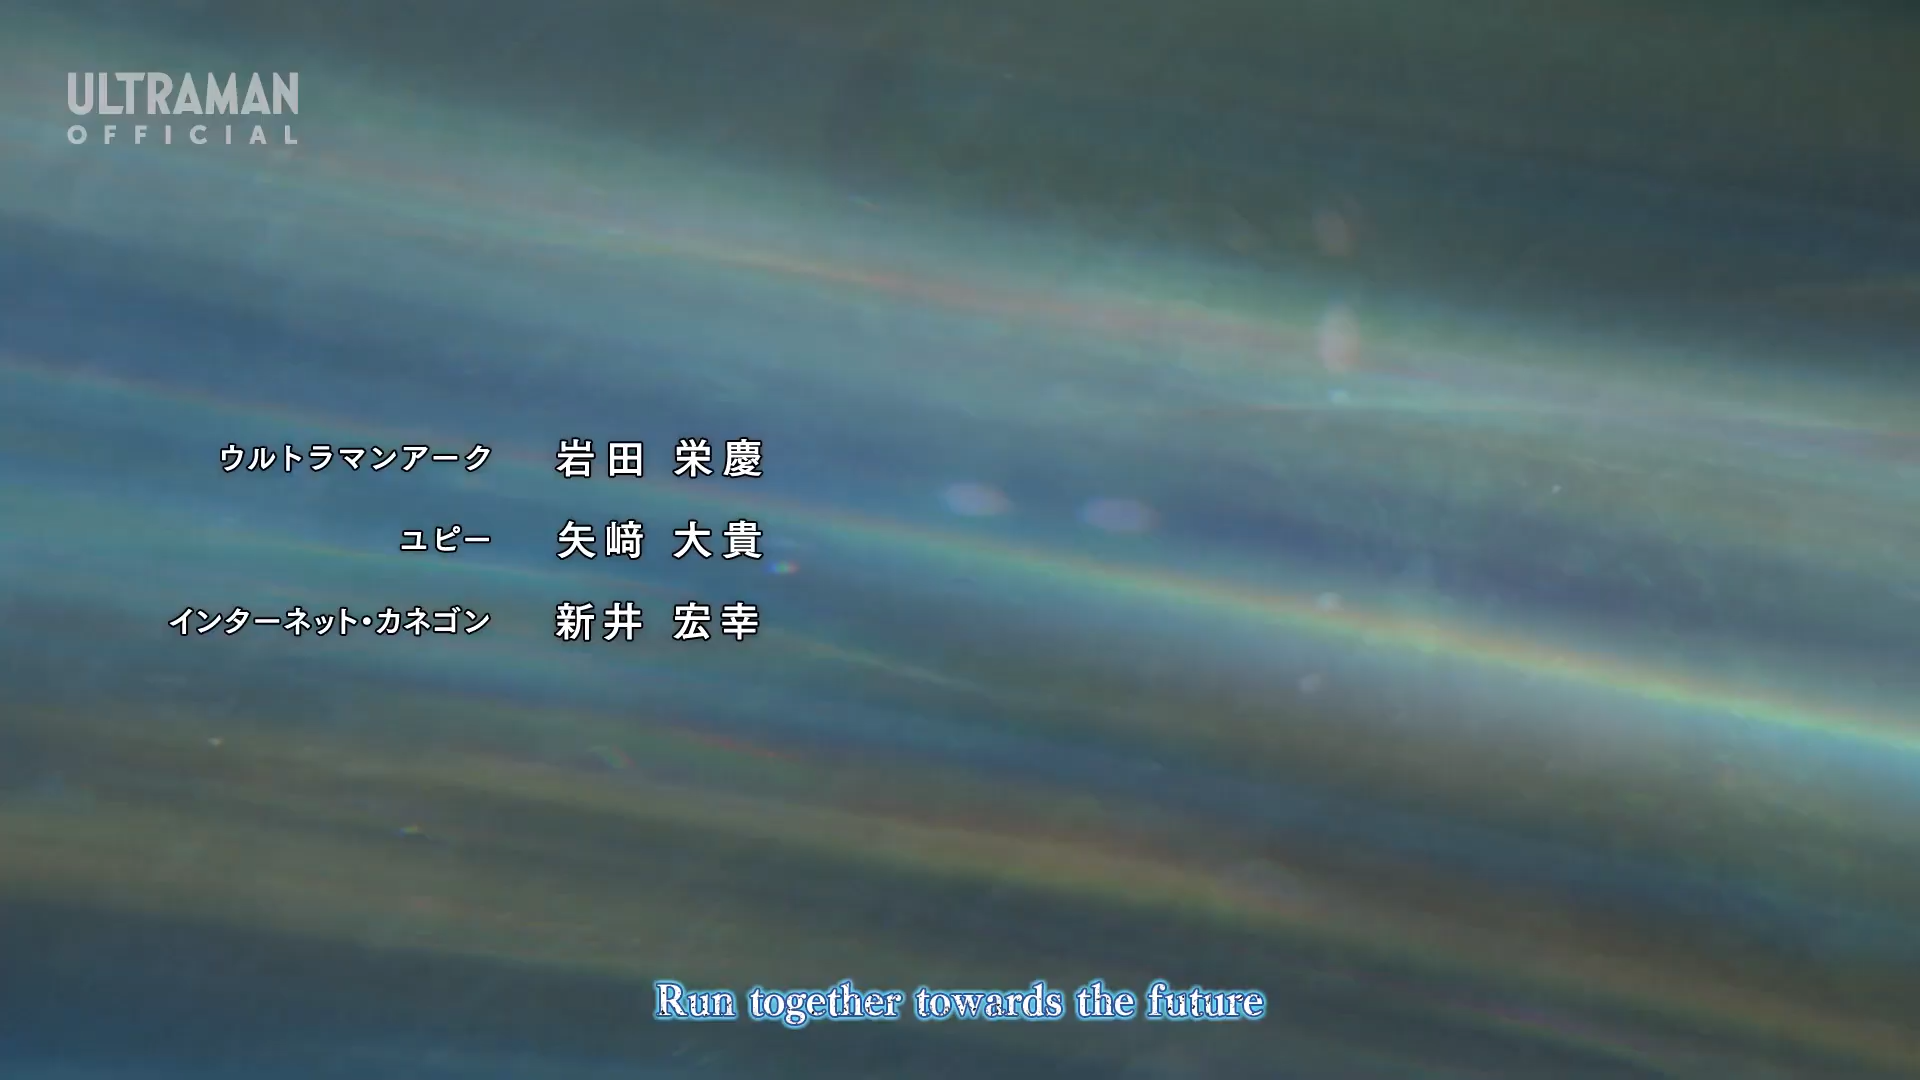 ULTRAMAN
OFFICIAL
ウルトラマンアーク 岩田 栄慶
ユピー 矢﨑 大貴
インターネット・カネゴン 新井 宏幸
Run together towards the future